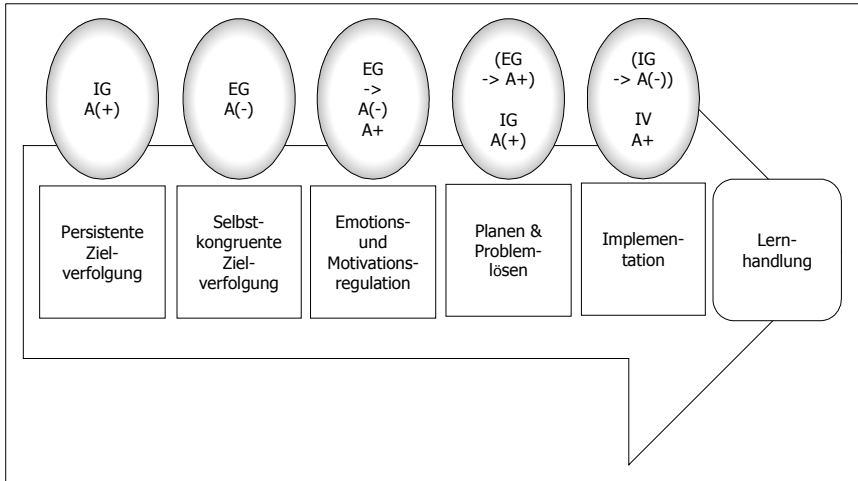 IG
A(+)
EG
A(-)
EG
->
A(-)
A+
(EG
-> A+)
IG
A(+)
(IG
-> A(-))
IV
A+
Persistente
Ziel-
verfolgung
Selbst-
kongruente
Ziel-
verfolgung
Emotions-
und
Motivations-
regulation
Planen &
Problem-
lösen
Implemen-
tation
Lern-
handlung